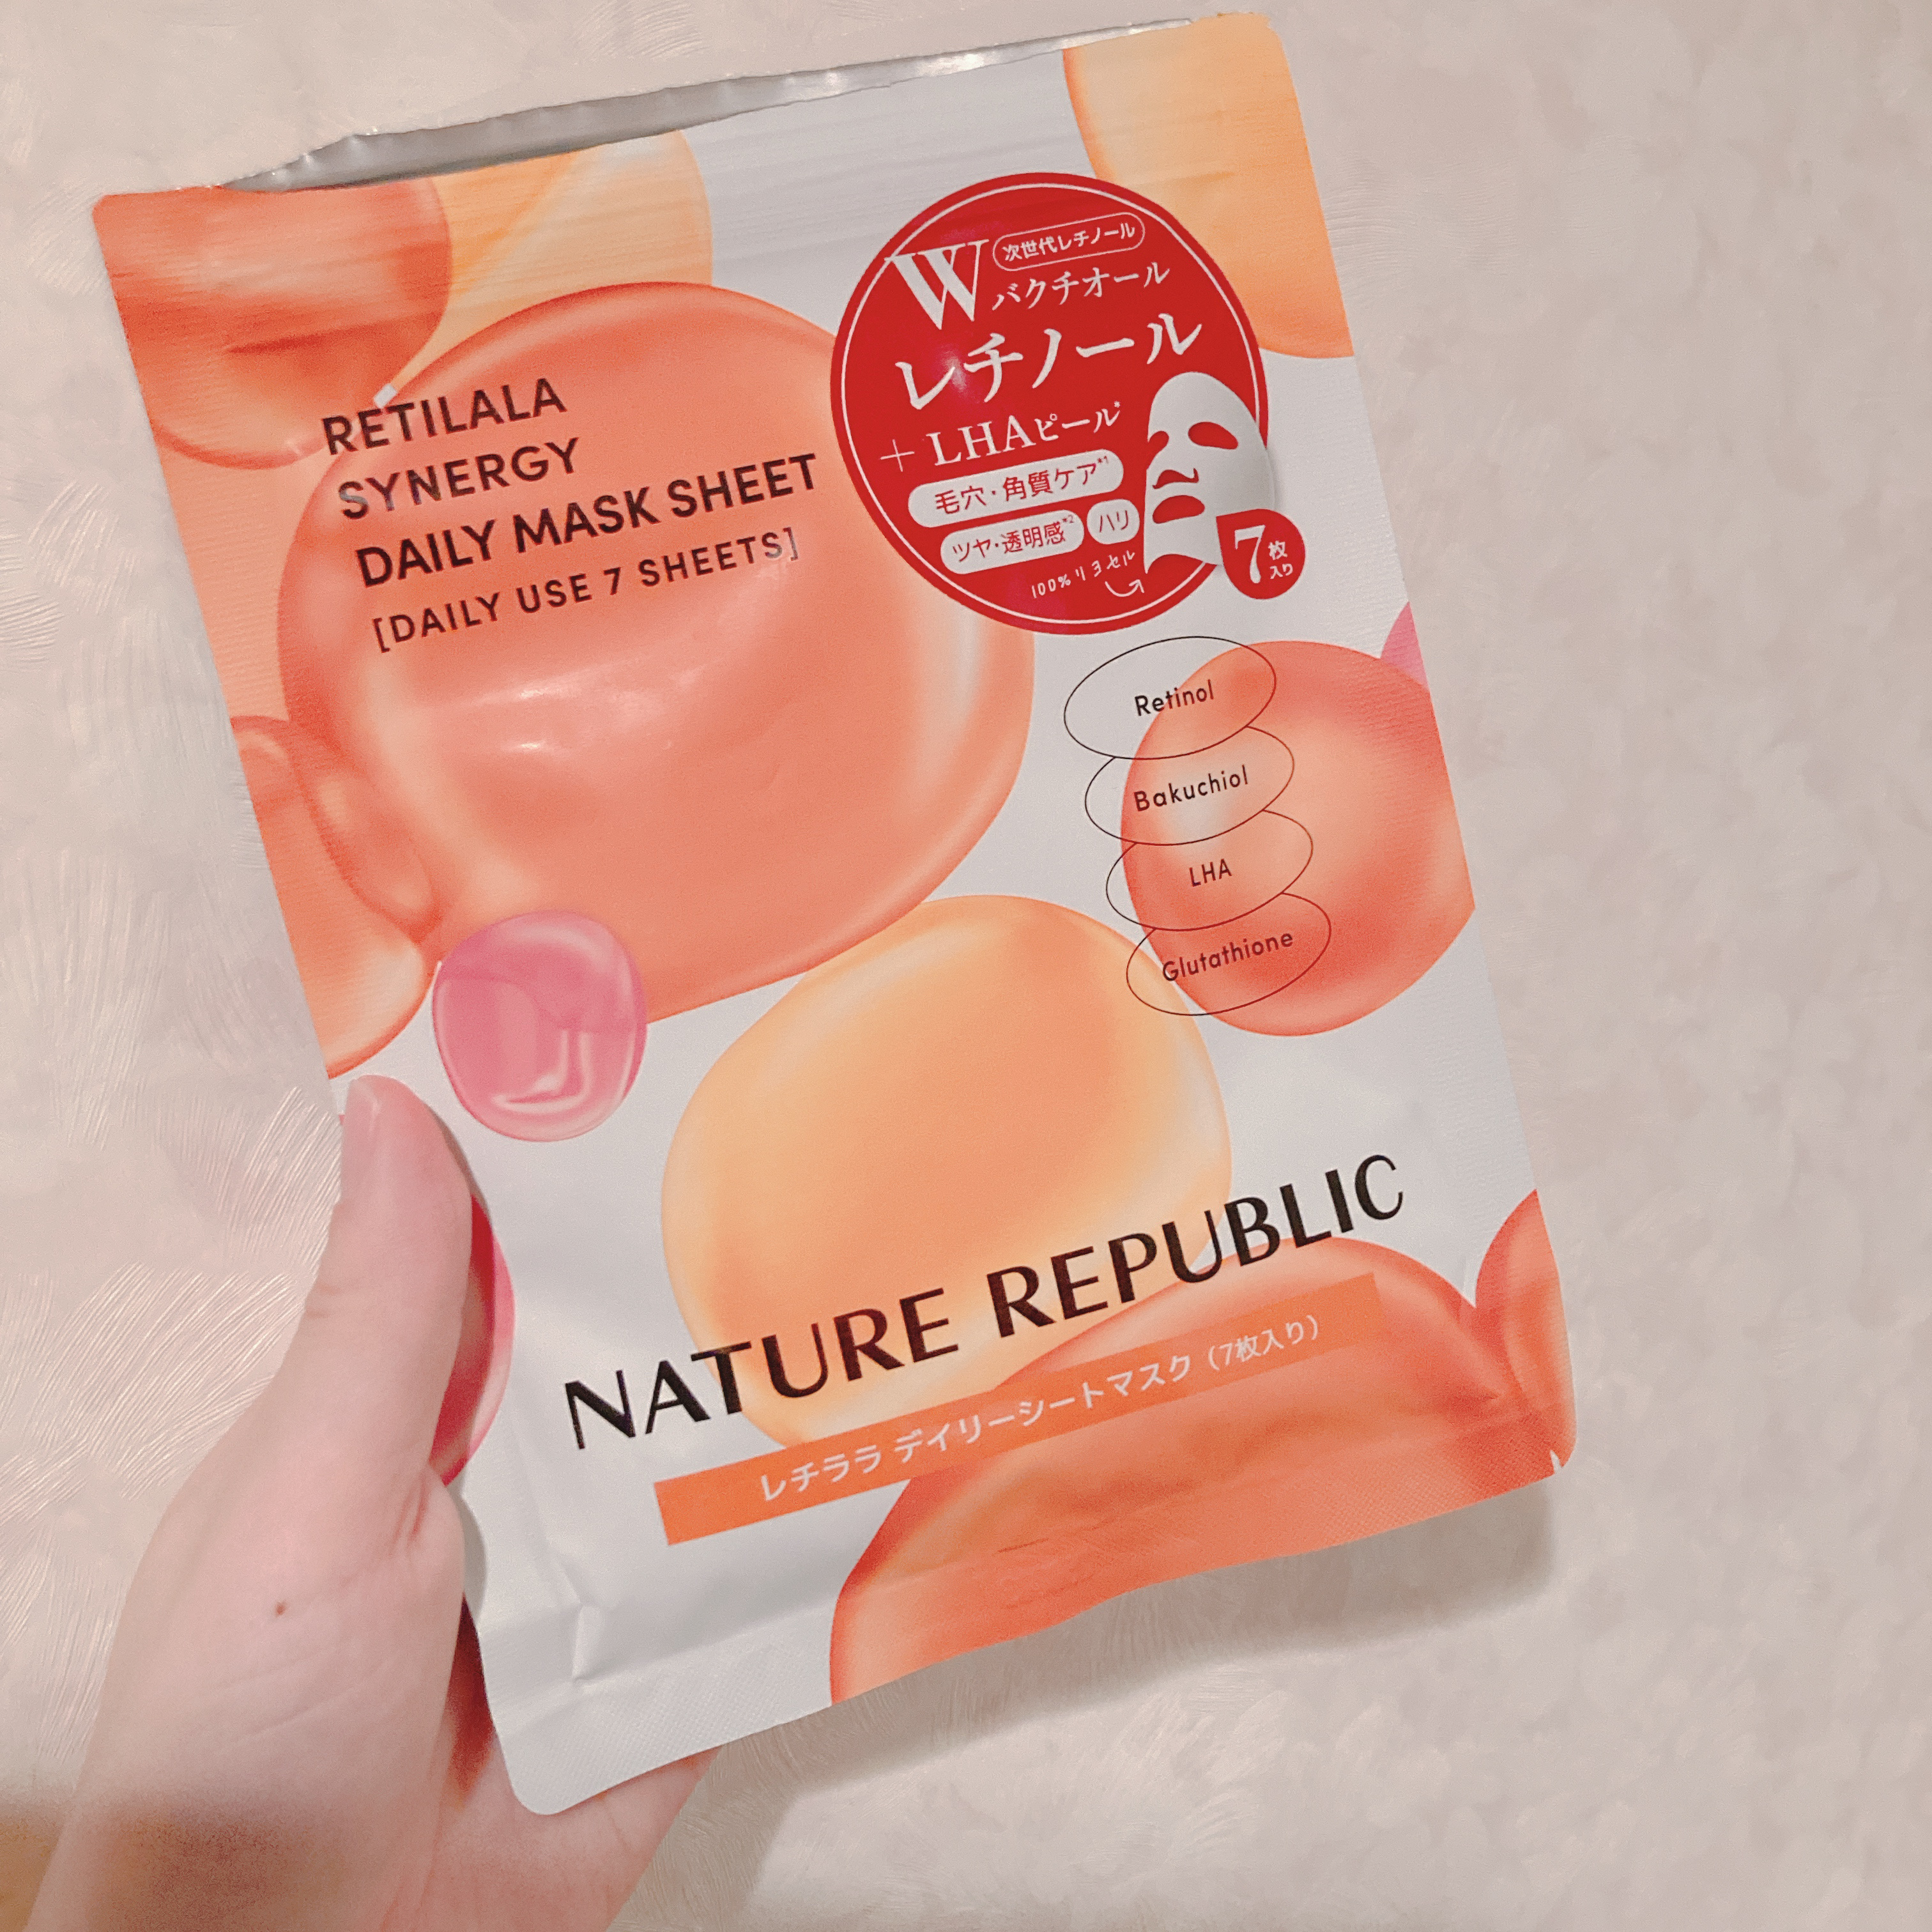 RETILALA
SYNERGY
DAILY MASK SHEET
[DAILY USE 7 SHEETS]
W 次世代レチノール
バクチオール
レチノール
+ LHAピール*
毛穴・角質ケア*1
ツヤ・透明感*2 ハリ
100%リヨセル
7枚入り
Retinol
Bakuchiol
LHA
Glutathione
NATURE REPUBLIC
レチララ デイリーシートマスク（7枚入り）